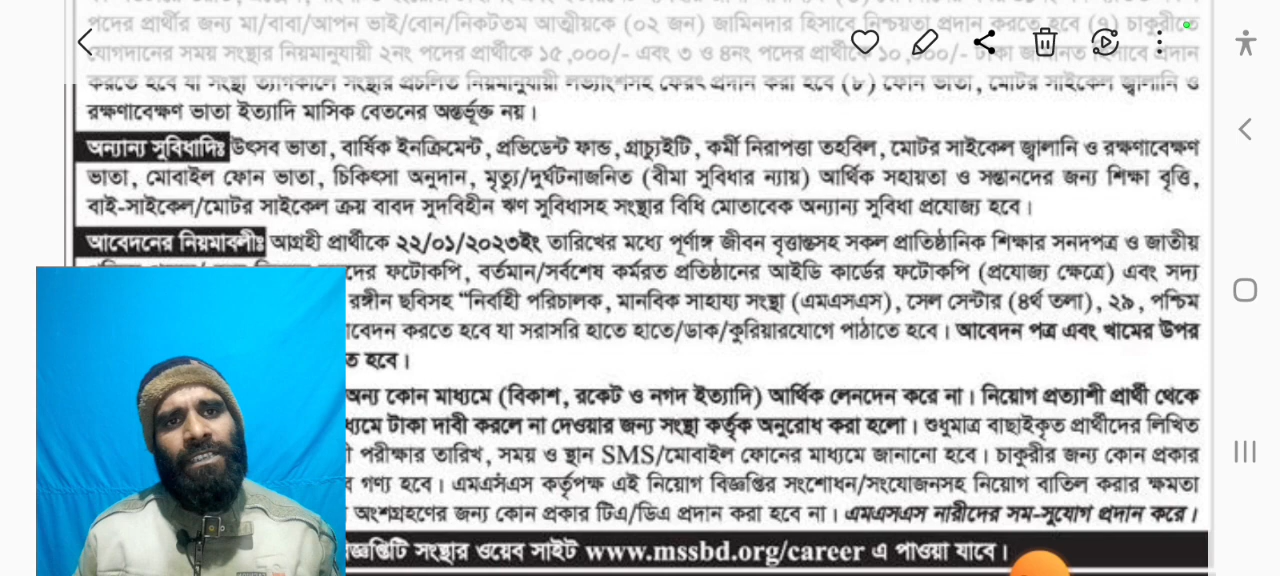 পদের প্রার্থীর জন্য মা/বাবা/আপন ভাই/বোন/নিকটতম আত্মীয়কে (০২ জন) জামিনদার হিসাবে নিশ্চয়তা প্রদান করতে হবে (৭) চাকুরীতে
যোগদানের সময় সংস্থার নিয়মানুযায়ী ২নং পদের প্রার্থীকে ১৫,০০০/- এবং ৩ ও ৪নং পদের প্রার্থীকে ১০,০০০/- টাকা জামানত হিসাবে প্রদান
করতে হবে যা সংস্থা ত্যাগকালে সংস্থার প্রচলিত নিয়মানুযায়ী লভ্যাংশসহ ফেরৎ প্রদান করা হবে (৮) ফোন ভাতা, মোটর সাইকেল জ্বালানি ও
রক্ষণাবেক্ষণ ভাতা ইত্যাদি মাসিক বেতনের অন্তর্ভূক্ত নয়।
অন্যান্য সুবিধাদিঃ উৎসব ভাতা, বার্ষিক ইনক্রিমেন্ট, প্রভিডেন্ট ফান্ড, গ্রাচ্যুইটি, কর্মী নিরাপত্তা তহবিল, মোটর সাইকেল জ্বালানি ও রক্ষণাবেক্ষণ
ভাতা, মোবাইল ফোন ভাতা, চিকিৎসা অনুদান, মৃত্যু/দুর্ঘটনাজনিত (বীমা সুবিধার ন্যায়) আর্থিক সহায়তা ও সন্তানদের জন্য শিক্ষা বৃত্তি,
বাই-সাইকেল/মোটর সাইকেল ক্রয় বাবদ সুদবিহীন ঋণ সুবিধাসহ সংস্থার বিধি মোতাবেক অন্যান্য সুবিধা প্রযোজ্য হবে।
আবেদনের নিয়মাবলীঃ আগ্রহী প্রার্থীকে ২২/০১/২০২৩ইং তারিখের মধ্যে পূর্ণাঙ্গ জীবন বৃত্তান্তসহ সকল প্রাতিষ্ঠানিক শিক্ষার সনদপত্র ও জাতীয়
দের ফটোকপি, বর্তমান/সর্বশেষ কর্মরত প্রতিষ্ঠানের আইডি কার্ডের ফটোকপি (প্রযোজ্য ক্ষেত্রে) এবং সদ্য
রঙ্গীন ছবিসহ “নির্বাহী পরিচালক, মানবিক সাহায্য সংস্থা (এমএসএস), সেল সেন্টার (৪র্থ তলা), ২৯, পশ্চিম
াবেদন করতে হবে যা সরাসরি হাতে হাতে/ডাক/কুরিয়ারযোগে পাঠাতে হবে। আবেদন পত্র এবং খামের উপর
ত হবে।
অন্য কোন মাধ্যমে (বিকাশ, রকেট ও নগদ ইত্যাদি) আর্থিক লেনদেন করে না। নিয়োগ প্রত্যাশী প্রার্থী থেকে
ধ্যমে টাকা দাবী করলে না দেওয়ার জন্য সংস্থা কর্তৃক অনুরোধ করা হলো। শুধুমাত্র বাছাইকৃত প্রার্থীদের লিখিত
ী পরীক্ষার তারিখ, সময় ও স্থান SMS/মোবাইল ফোনের মাধ্যমে জানানো হবে। চাকুরীর জন্য কোন প্রকার
গণ্য হবে। এমএসএস কর্তৃপক্ষ এই নিয়োগ বিজ্ঞপ্তির সংশোধন/সংযোজনসহ নিয়োগ বাতিল করার ক্ষমতা
অংশগ্রহণের জন্য কোন প্রকার টিএ/ডিএ প্রদান করা হবে না। এমএসএস নারীদের সম-সুযোগ প্রদান করে।
জ্ঞপ্তিটি সংস্থার ওয়েব সাইট www.mssbd.org/career এ পাওয়া যাবে।